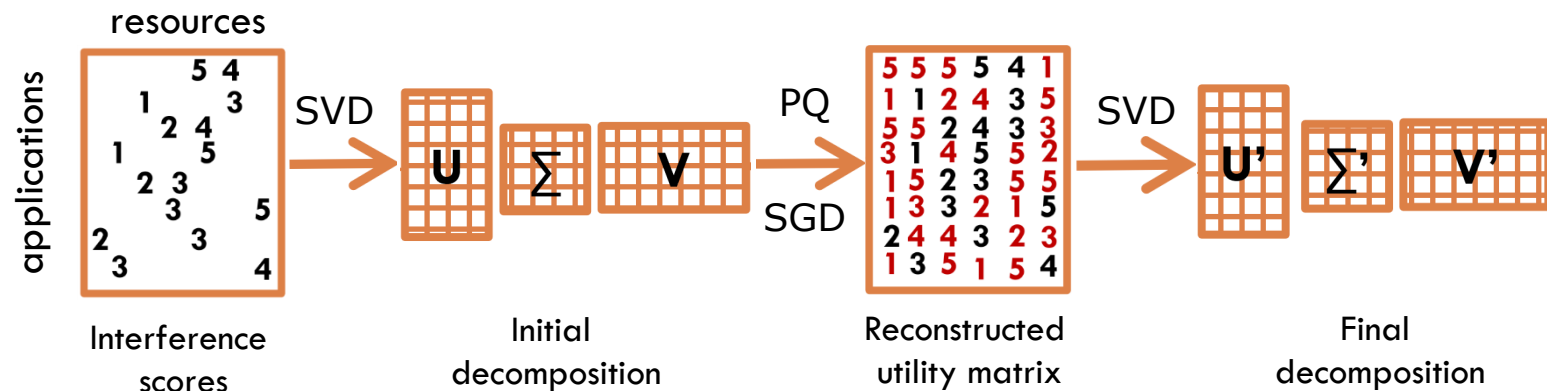 resources
applications
5 4
1 3
2 4
1 5
2 3
3 5
2 3
3 4
Interference
scores
SVD
U Σ V
Initial
decomposition
PQ
SGD
5 5 5 5 4 1
1 1 2 4 3 5
5 5 2 4 3 3
3 1 4 5 5 2
1 5 2 3 5 5
1 3 3 2 1 5
2 4 4 3 2 3
1 3 5 1 5 4
Reconstructed
utility matrix
SVD
U’ Σ’ V’
Final
decomposition